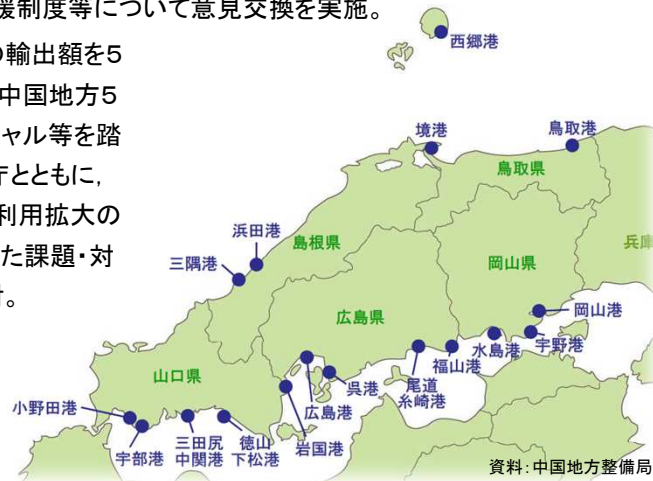 援制度等について意見交換を実施。
の輸出額を5
中国地方5
シャル等を踏
庁とともに,
利用拡大の
た課題・対
西郷港
境港
鳥取港
鳥取県
浜田港
島根県
兵庫
三隅港
岡山県
広島県
岡山港
水島港
宇野港
福山港
山口県
尾道
糸崎港
呉港
小野田港
広島港
岩国港
宇部港
三田尻
中関港
徳山
下松港
資料:中国地方整備局